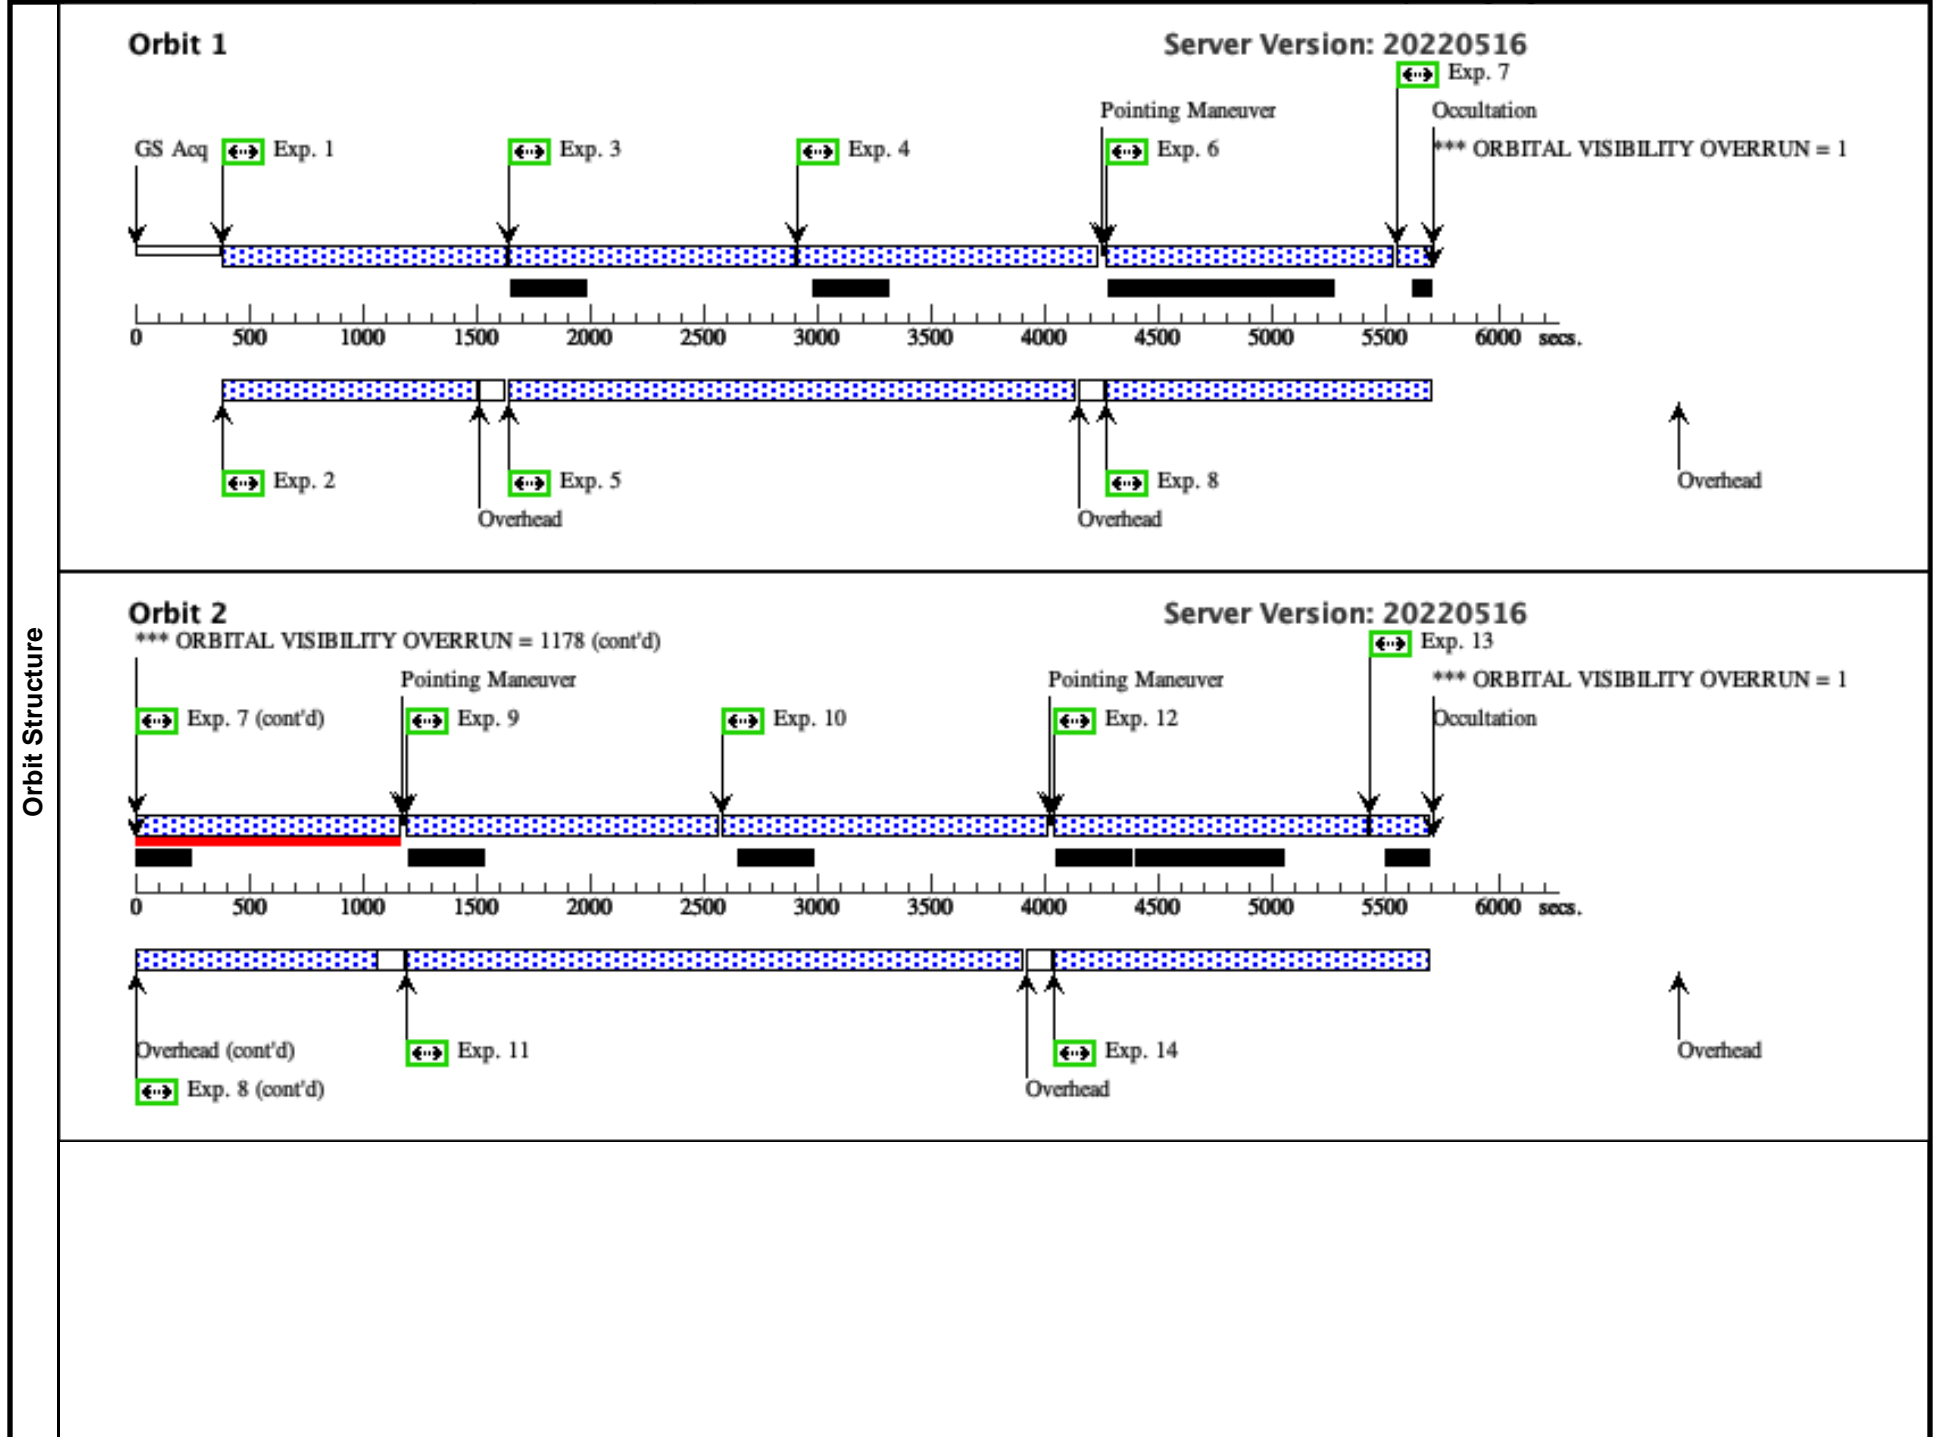 Orbit Structure
Orbit 1
Server Version: 20220516
Exp. 7
Pointing Maneuver
Occultation
GS Acq
Exp. 1
Exp. 3
Exp. 4
Exp. 6
*** ORBITAL VISIBILITY OVERRUN = 1
0 500 1000 1500 2000 2500 3000 3500 4000 4500 5000 5500 6000 secs.
Exp. 2
Exp. 5
Exp. 8
Overhead
Overhead
Overhead
Orbit 2
Server Version: 20220516
*** ORBITAL VISIBILITY OVERRUN = 1178 (cont'd)
Exp. 13
Pointing Maneuver
Pointing Maneuver
*** ORBITAL VISIBILITY OVERRUN = 1
Exp. 7 (cont'd)
Exp. 9
Exp. 10
Exp. 12
Occultation
0 500 1000 1500 2000 2500 3000 3500 4000 4500 5000 5500 6000 secs.
Overhead (cont'd)
Exp. 11
Exp. 14
Overhead
Exp. 8 (cont'd)
Overhead